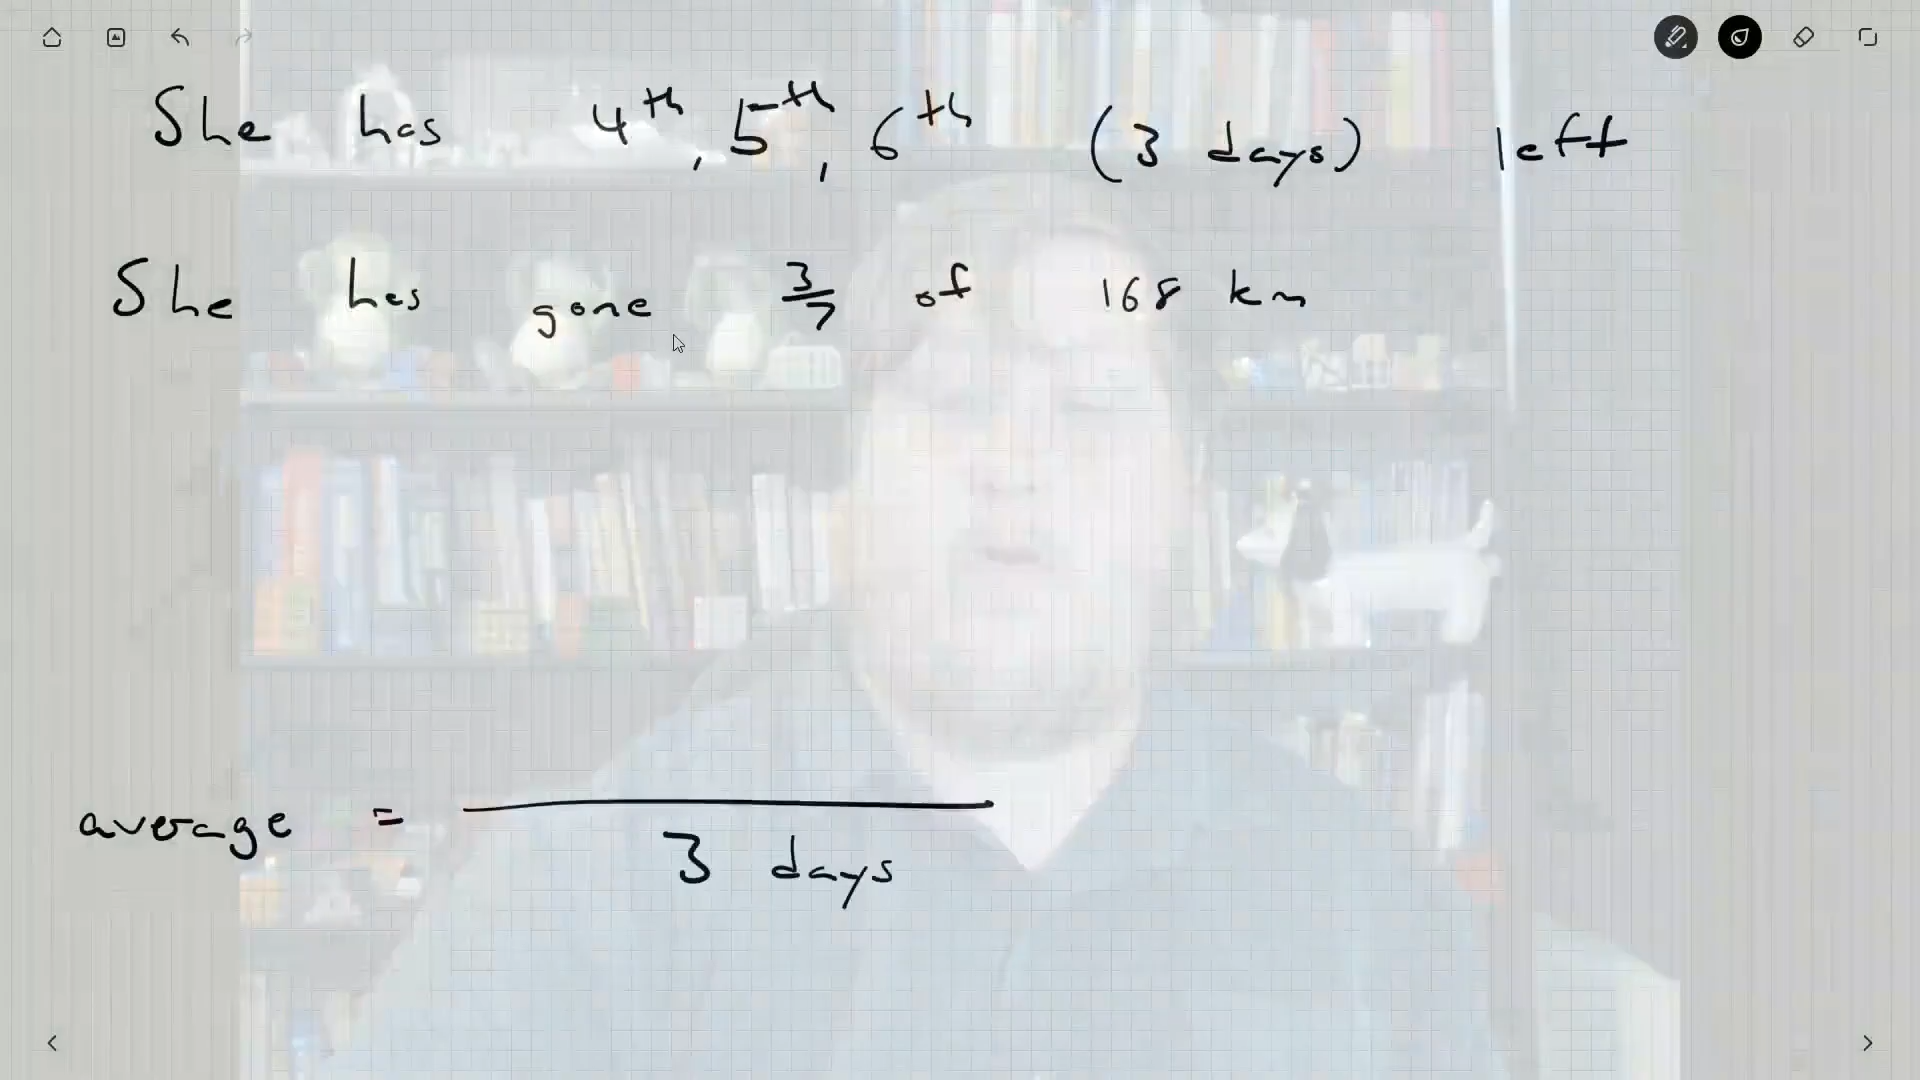 She has 4th, 5th, 6th (3 days) left
She has gone 3/7 of 168 km
average = 
3 days